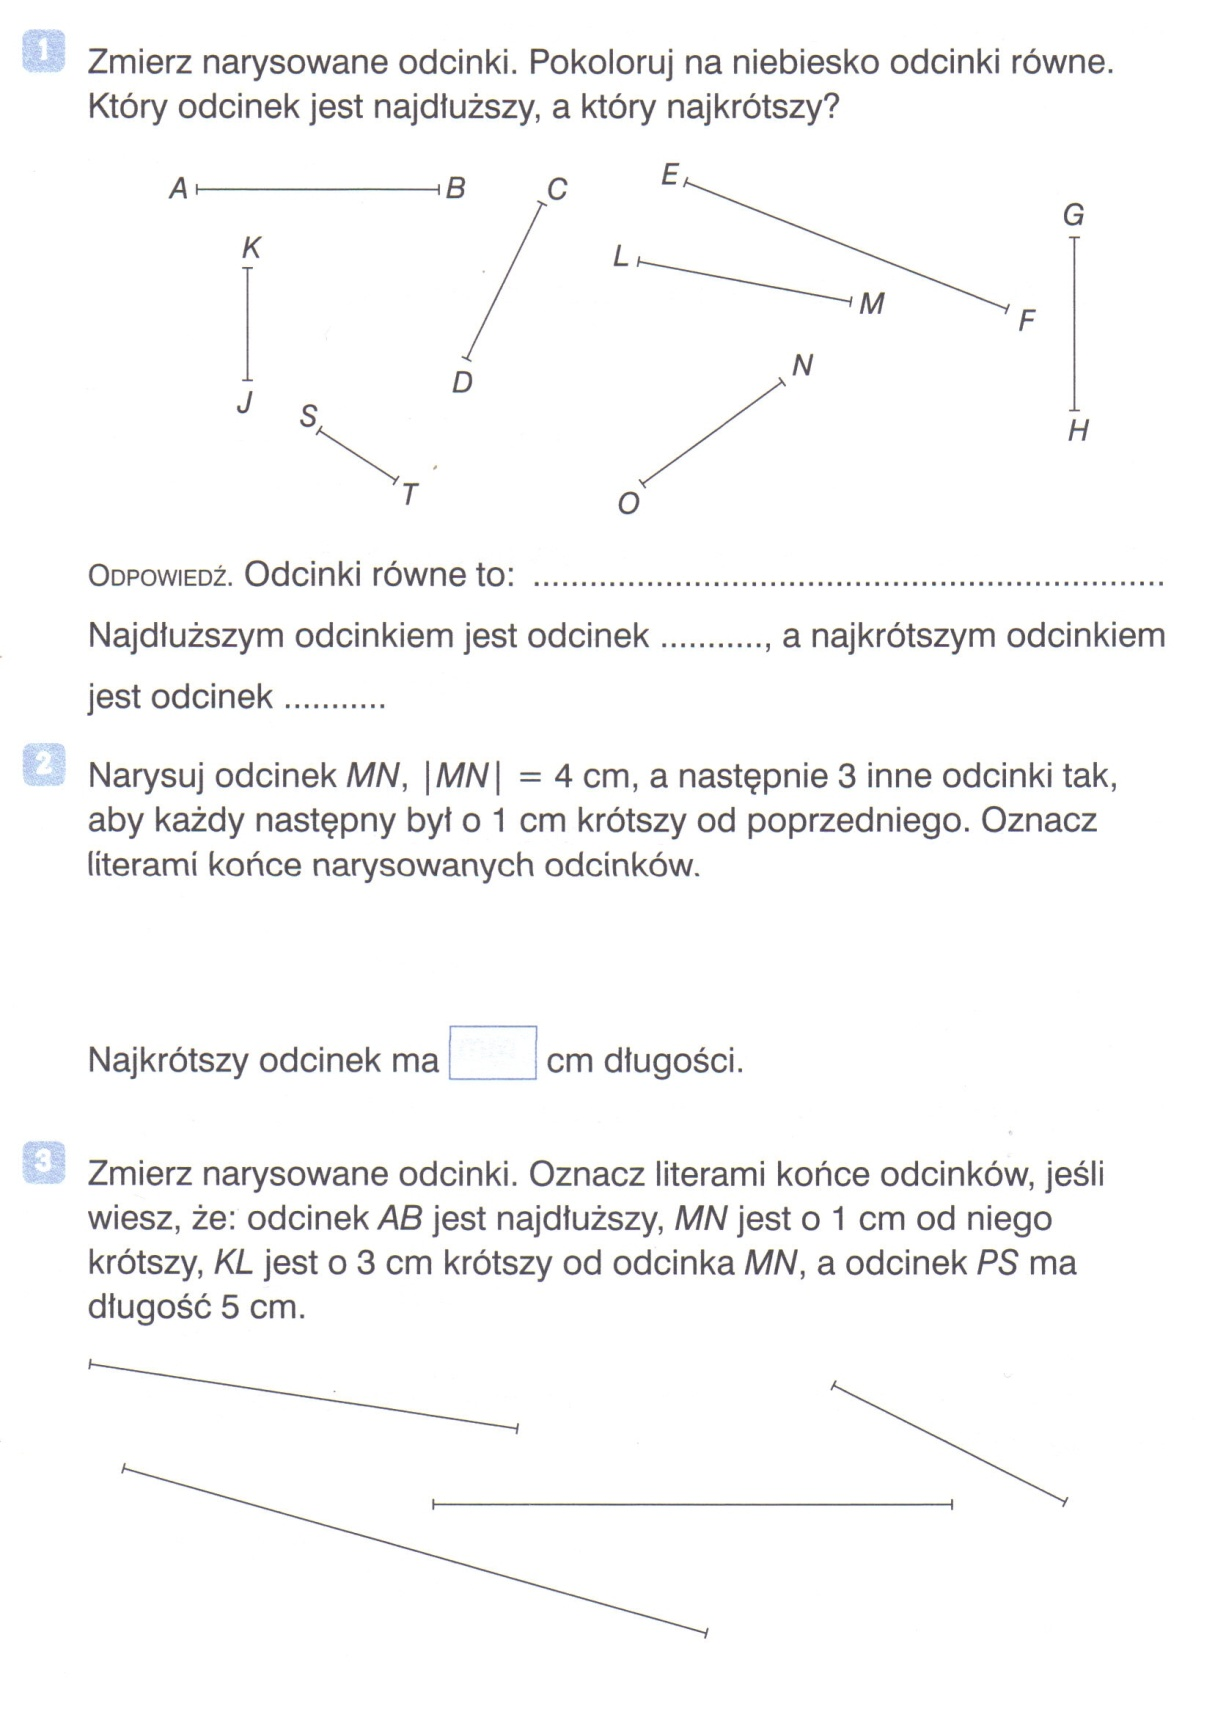 1
Zmierz narysowane odcinki. Pokoloruj na niebiesko odcinki równe.
Który odcinek jest najdłuższy, a który najkrótszy?
A B C E
G
K L
M F
N
D
J S H
T O
ODPOWIEDŹ. Odcinki równe to: ..................................................................
Najdłuższym odcinkiem jest odcinek ..........., a najkrótszym odcinkiem
jest odcinek ...........
2
Narysuj odcinek MN, |MN| = 4 cm, a następnie 3 inne odcinki tak,
aby każdy następny był o 1 cm krótszy od poprzedniego. Oznacz
literami końce narysowanych odcinków.
Najkrótszy odcinek ma cm długości.
3
Zmierz narysowane odcinki. Oznacz literami końce odcinków, jeśli
wiesz, że: odcinek AB jest najdłuższy, MN jest o 1 cm od niego
krótszy, KL jest o 3 cm krótszy od odcinka MN, a odcinek PS ma
długość 5 cm.